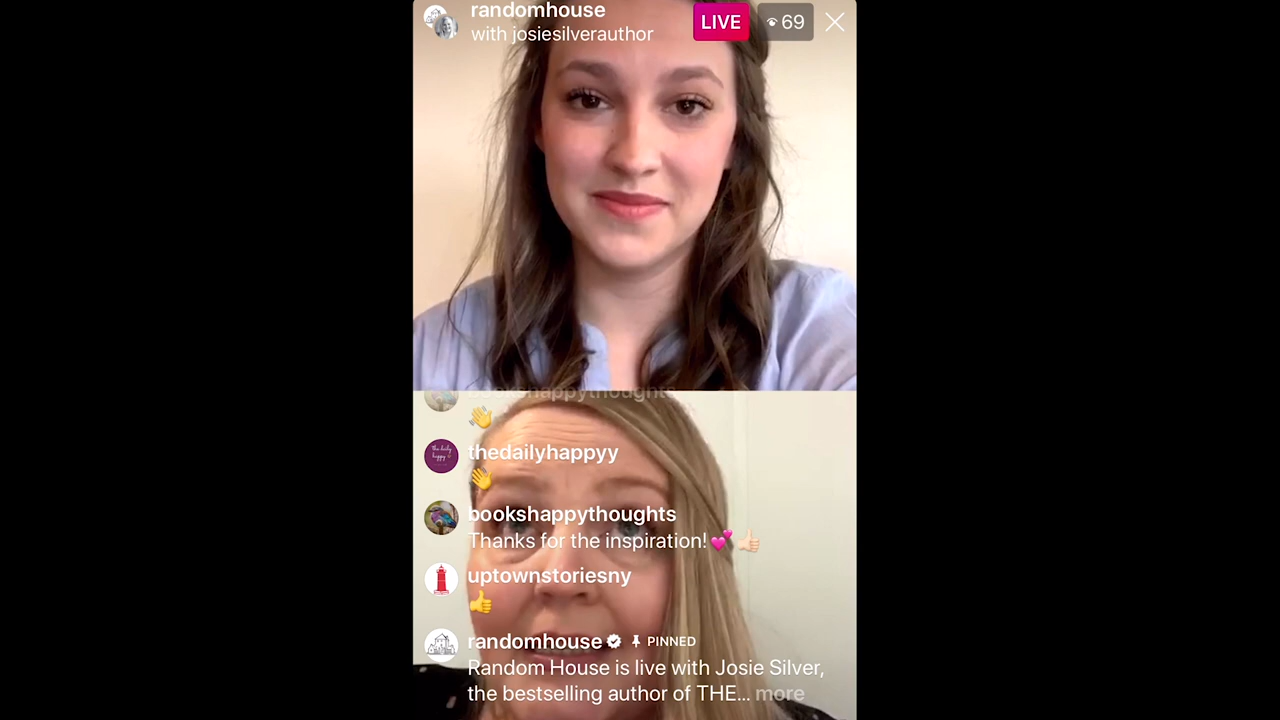 randomhouse
with josiesilverauthor
LIVE
69
bookshappythoughts
👋
thedailyhappyy
👋
bookshappythoughts
Thanks for the inspiration!💕👍🏻
uptownstoriesny
👍
randomhouse PINNED
Random House is live with Josie Silver,
the bestselling author of THE... more